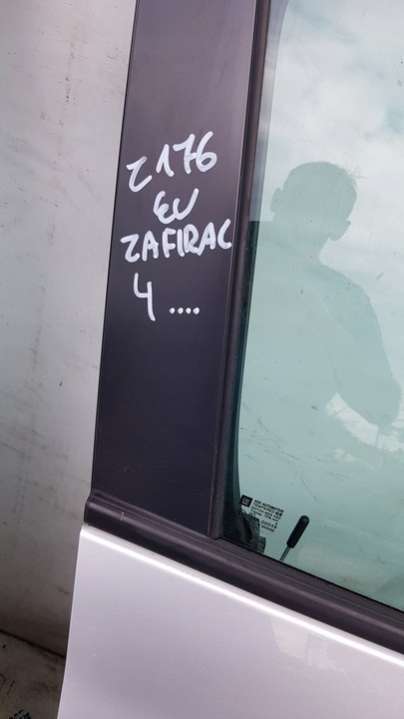 Z176
EU
ZAFIRAC
4 ....